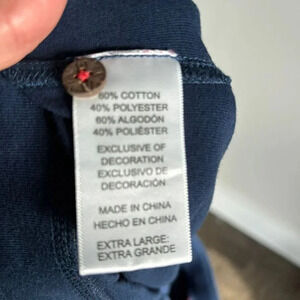 60% COTTON
40% POLYESTER
60% ALGODÓN
40% POLIÉSTER
EXCLUSIVE OF
DECORATION
EXCLUSIVO DE
DECORACIÓN
MADE IN CHINA
HECHO EN CHINA
EXTRA LARGE:
EXTRA GRANDE